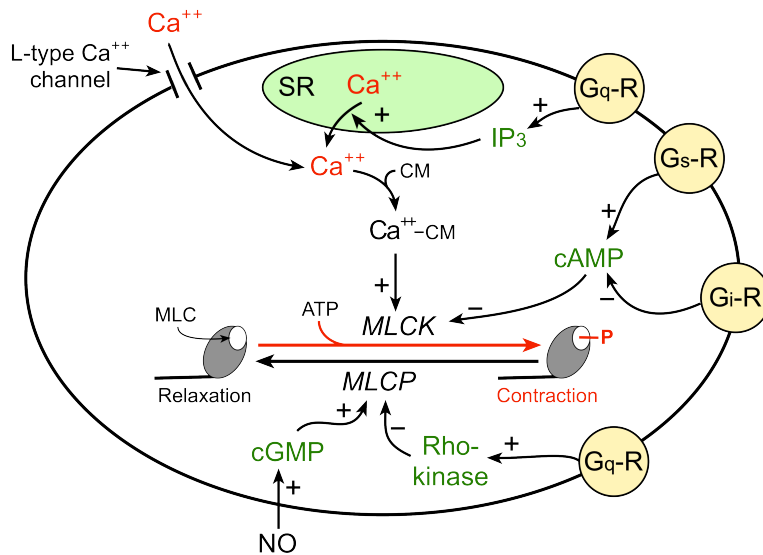 Ca⁺⁺
L-type Ca⁺⁺
channel
SR
Ca⁺⁺
+
IP₃
+
Gq-R
Gs-R
Ca⁺⁺
CM
Ca⁺⁺–CM
+
cAMP
+
–
Gi-R
+
–
MLC
ATP
MLCK
P
Relaxation
MLCP
Contraction
+
–
cGMP
Rho-
kinase
+
Gq-R
+
NO